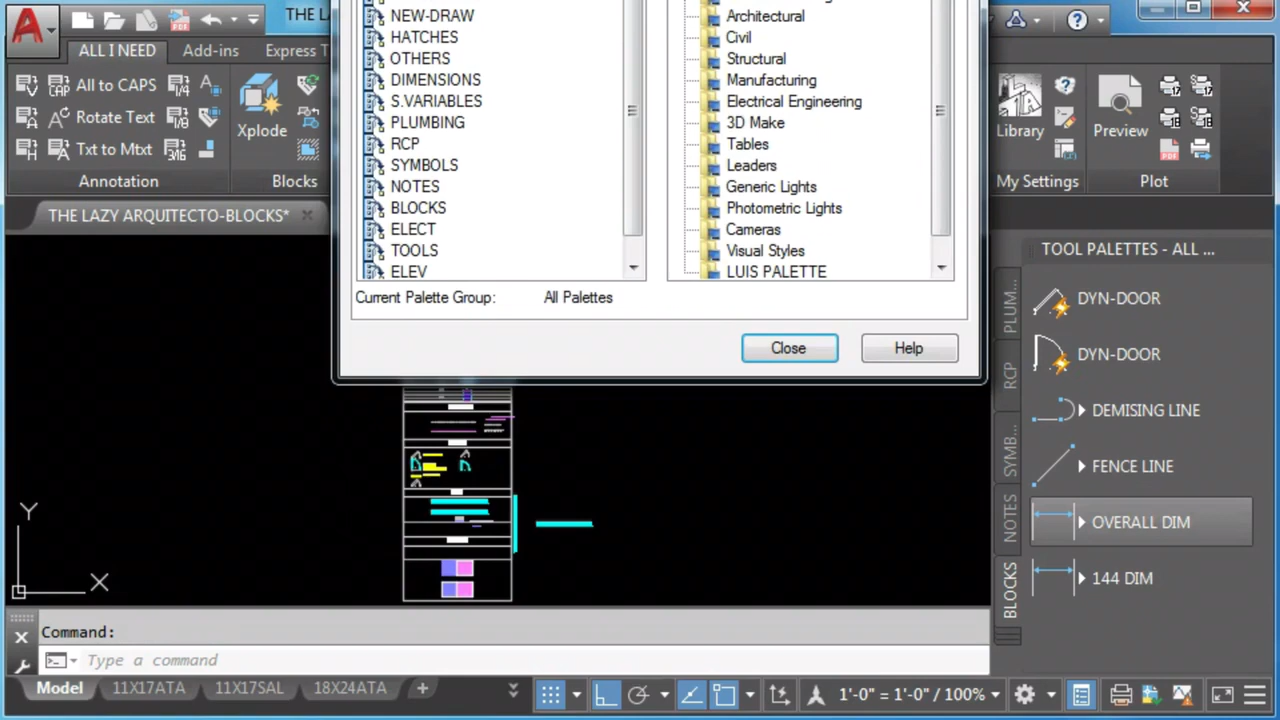 THE LAZY
ALL I NEED
Add-ins
Express T
All to CAPS
Rotate Text
Txt to Mtxt
Annotation
Xplode
Blocks
Library
My Settings
Preview
Plot
THE LAZY ARQUITECTO-BLOCKS*
NEW-DRAW
HATCHES
OTHERS
DIMENSIONS
S.VARIABLES
PLUMBING
RCP
SYMBOLS
NOTES
BLOCKS
ELECT
TOOLS
ELEV
Architectural
Civil
Structural
Manufacturing
Electrical Engineering
3D Make
Tables
Leaders
Generic Lights
Photometric Lights
Cameras
Visual Styles
LUIS PALETTE
Current Palette Group: All Palettes
Close
Help
TOOL PALETTES - ALL ...
PLUM...
RCP
SYMB...
NOTES
BLOCKS
DYN-DOOR
DYN-DOOR
DEMISING LINE
FENCE LINE
OVERALL DIM
144 DIM
Y
X
Command:
Type a command
Model
11X17ATA
11X17SAL
18X24ATA
1'-0" = 1'-0" / 100%